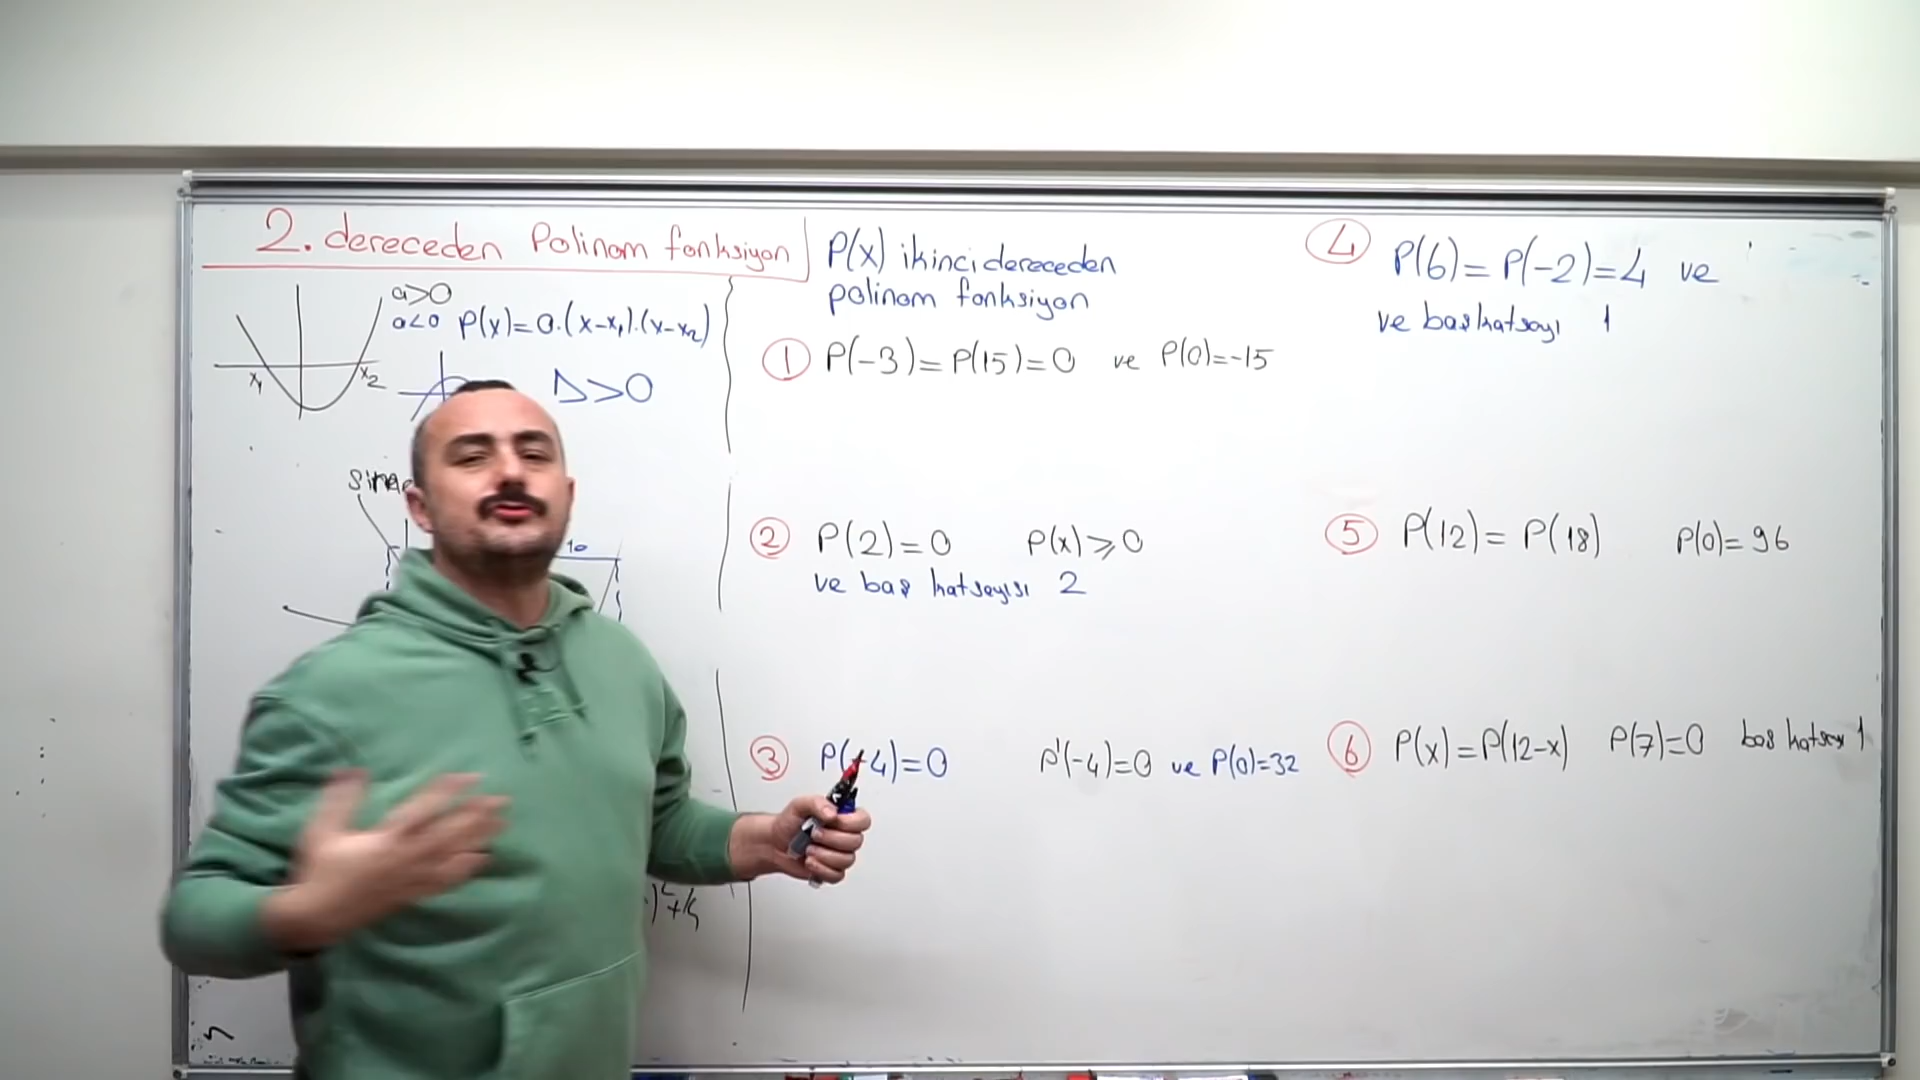 2. dereceden Polinom fonksiyon
a>0
a<0 P(x)=a.(x-x₁).(x-x₂)
x₁ x₂
Δ>0
10
)²+k
P(x) ikinci dereceden
polinom fonksiyon
① P(-3)=P(15)=0 ve P(0)=-15
② P(2)=0 P(x)⩾0
ve baş katsayısı 2
③ P(-4)=0 P'(-4)=0 ve P(0)=32
④ P(6)=P(-2)=4 ve
ve başkatsayı 1
⑤ P(12)=P(18) P(0)=96
⑥ P(x)=P(12-x) P(7)=0 baş katsayı 1